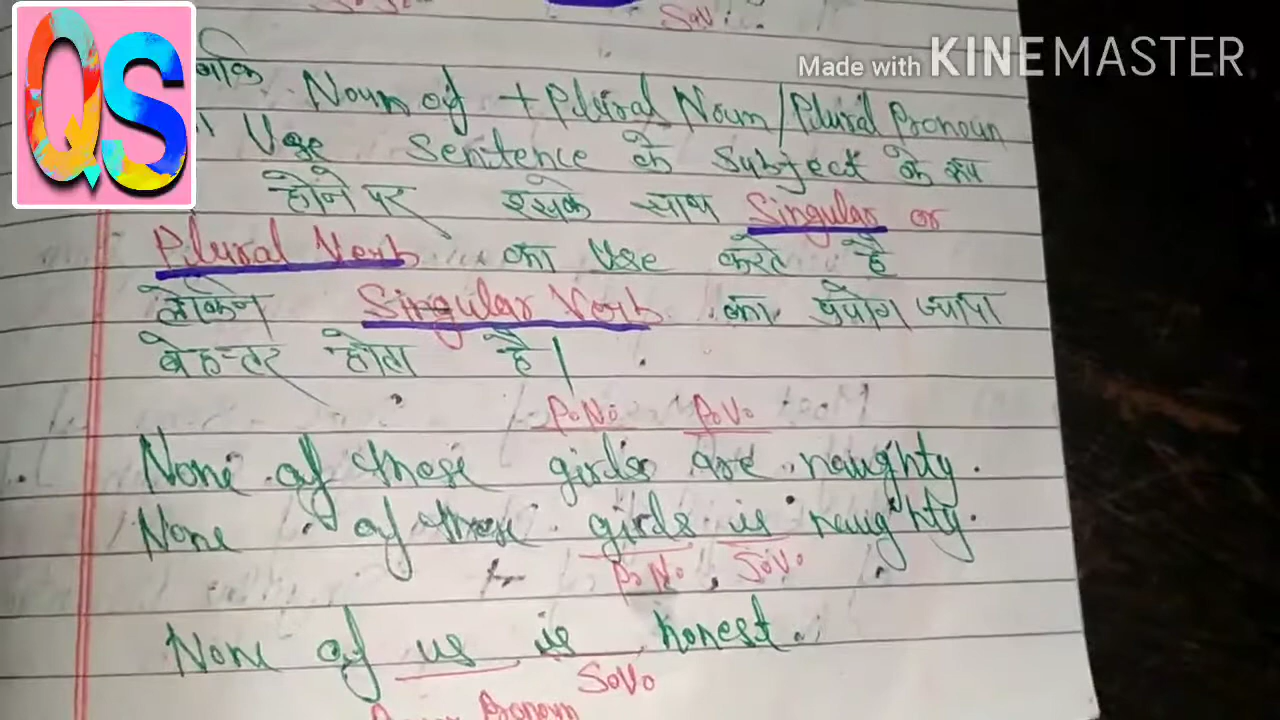 S.V.
QS
Made with KINEMASTER
Noun of + Plural Noun / Plural Pronoun
Use Sentence के Subject के रूप
होने पर इसके साथ Singular or
Plural Verb का Use करते है
लेकिन Singular Verb का प्रयोग ज्यादा
बेहतर होता है।
P.N. P.V.
None of these girls are naughty.
None of these girls is naughty.
P.N. S.V.
None of us is honest.
S.V.
Pronoun